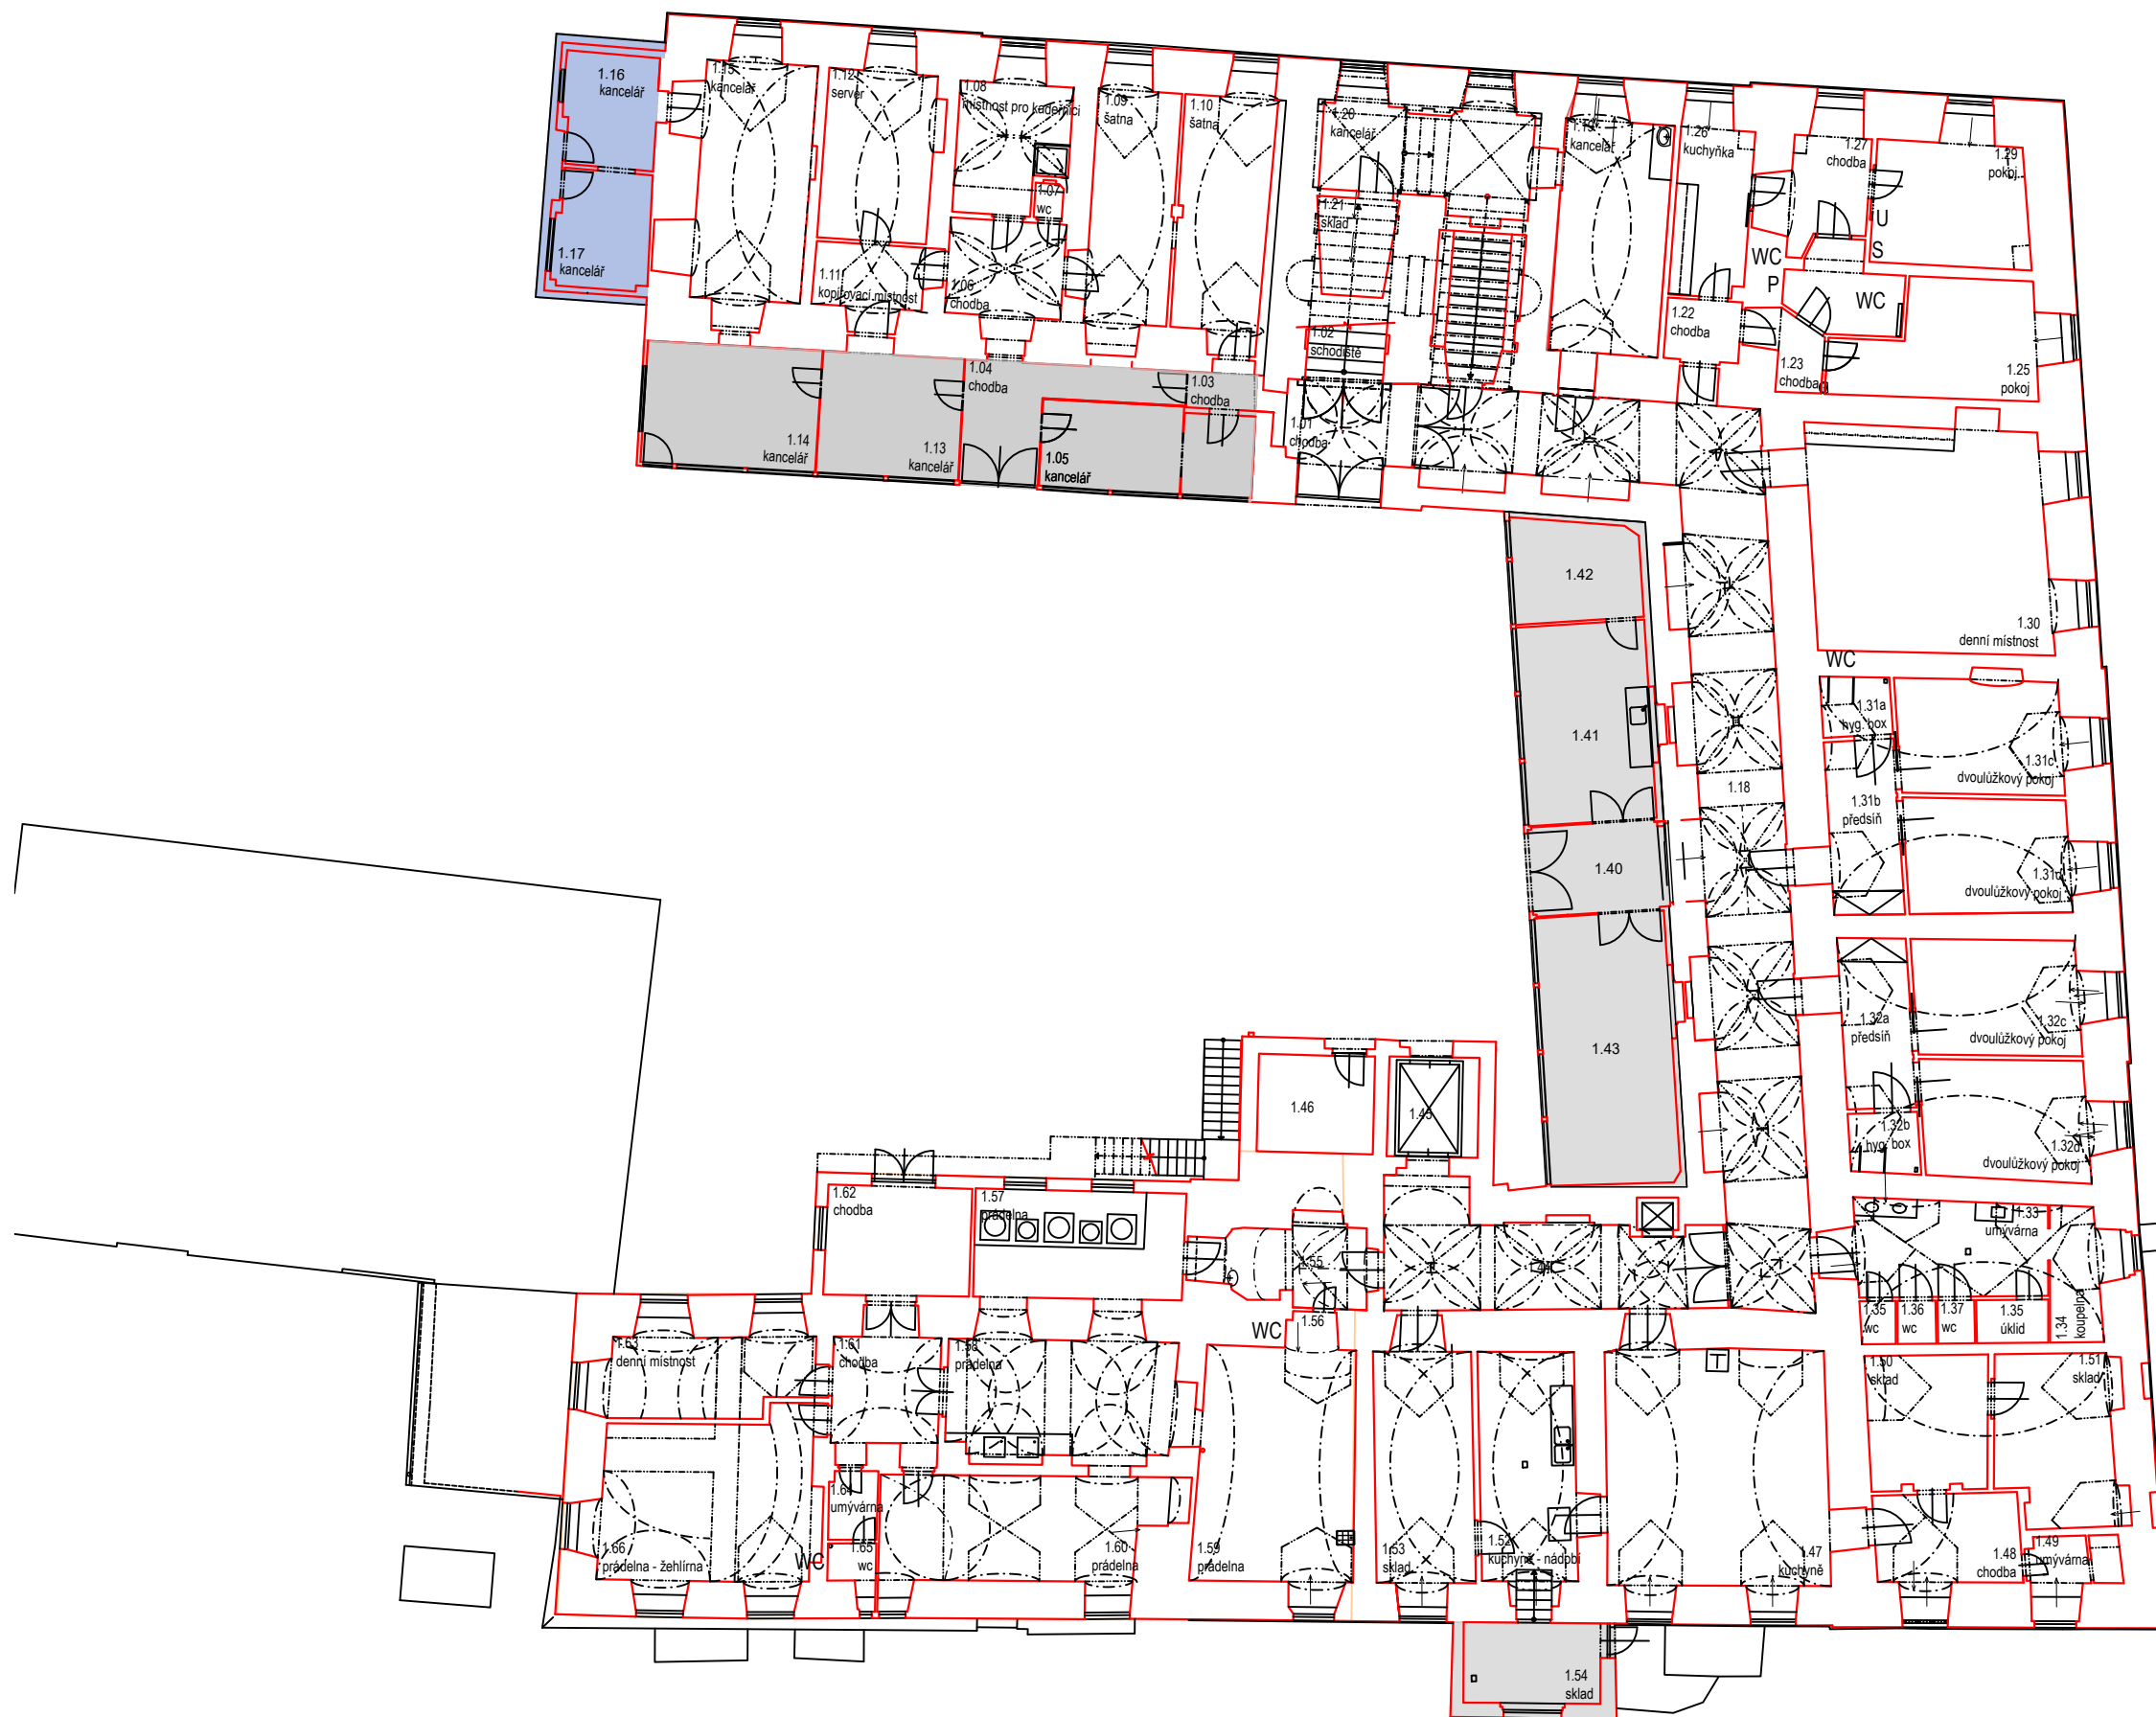 1.16
kancelář
1.17
kancelář
1.15
kancelář
1.12
server
1.08
místnost pro kuděrnici
1.07
wc
1.09
šatna
1.10
šatna
1.11
kopírovací místnost
1.06
chodba
1.20
kancelář
1.21
sklad
1.02
schodiště
1.19
kancelář
1.26
kuchyňka
1.27
chodba
1.29
pokoj
U
S
WC
P
WC
1.22
chodba
1.23
chodba
1.25
pokoj
1.04
chodba
1.03
chodba
1.14
kancelář
1.13
kancelář
1.05
kancelář
1.01
chodba
1.42
1.41
1.40
1.43
1.18
1.30
denní místnost
WC
1.31a
hyg. box
1.31c
dvoulůžkový pokoj
1.31b
předsíň
1.31d
dvoulůžkový pokoj
1.32a
předsíň
1.32c
dvoulůžkový pokoj
1.32b
hyg. box
1.32d
dvoulůžkový pokoj
1.46
1.45
1.62
chodba
1.57
prádelna
1.55
1.56
WC
1.33
umývárna
1.35
wc
1.36
wc
1.37
wc
1.35
úklid
1.34
koupelna
1.63
denní místnost
1.61
chodba
1.58
prádelna
T
1.50
sklad
1.51
sklad
1.64
umývárna
1.66
prádelna - žehlírna
WC
1.65
wc
1.60
prádelna
1.59
prádelna
1.53
sklad
1.52
kuchyně - nádobí
1.47
kuchyně
1.48
chodba
1.49
umývárna
1.54
sklad